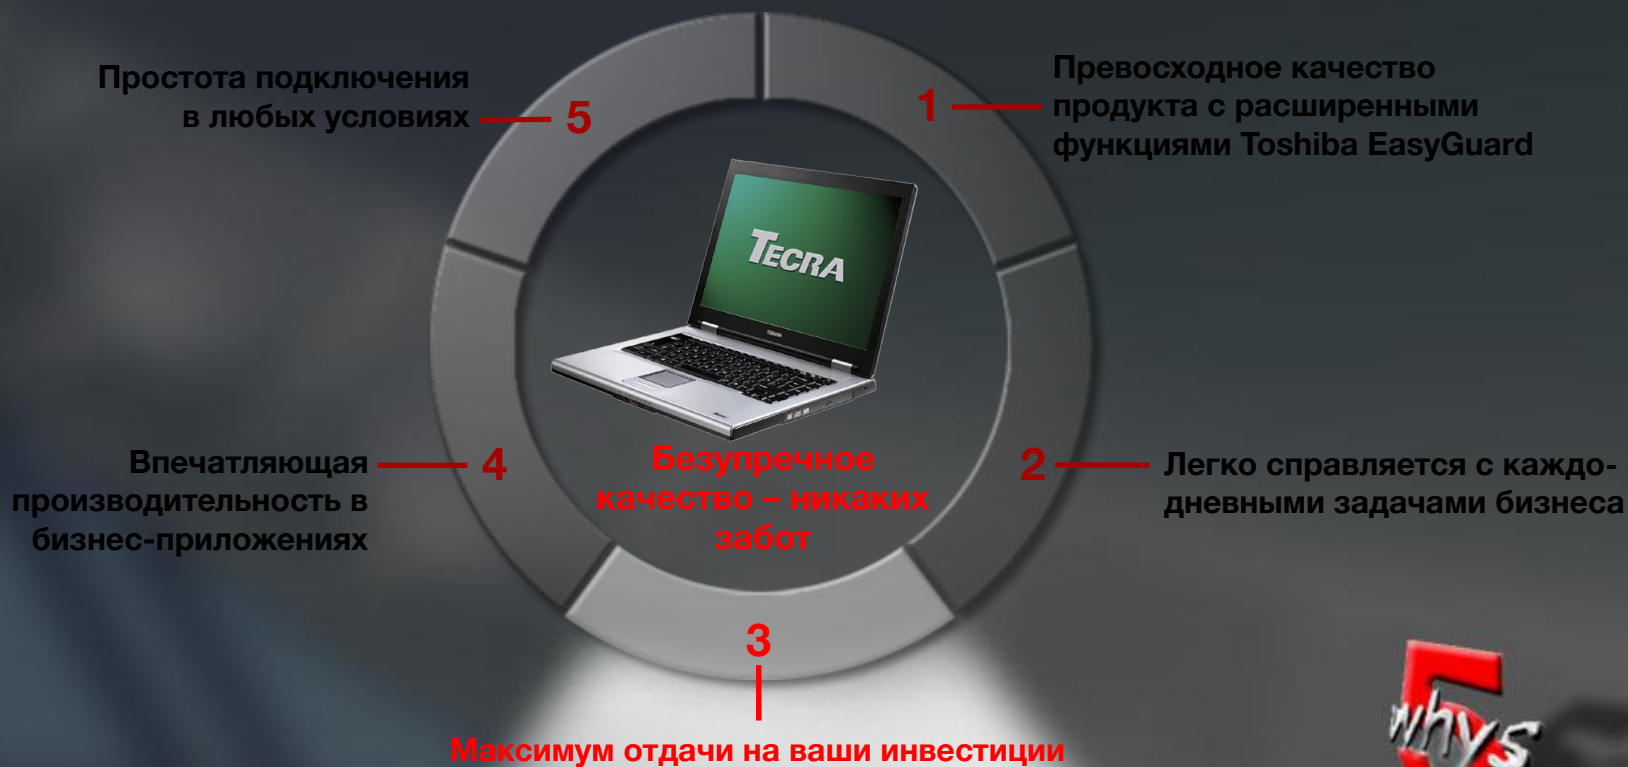 Простота подключения
в любых условиях
5
1
Превосходное качество
продукта с расширенными
функциями Toshiba EasyGuard
TECRA
TOSHIBA
Впечатляющая
производительность в
бизнес-приложениях
4
Безупречное
качество – никаких
забот
2
Легко справляется с каждо-
дневными задачами бизнеса
3
Максимум отдачи на ваши инвестиции
5
whys